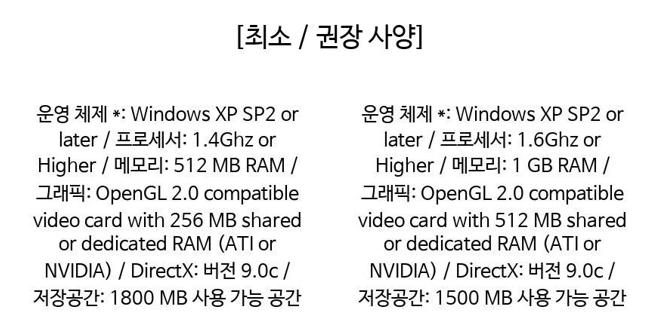 [최소 / 권장 사양]
운영 체제 *: Windows XP SP2 or
later / 프로세서: 1.4Ghz or
Higher / 메모리: 512 MB RAM /
그래픽: OpenGL 2.0 compatible
video card with 256 MB shared
or dedicated RAM (ATI or
NVIDIA) / DirectX: 버전 9.0c /
저장공간: 1800 MB 사용 가능 공간
운영 체제 *: Windows XP SP2 or
later / 프로세서: 1.6Ghz or
Higher / 메모리: 1 GB RAM /
그래픽: OpenGL 2.0 compatible
video card with 512 MB shared
or dedicated RAM (ATI or
NVIDIA) / DirectX: 버전 9.0c /
저장공간: 1500 MB 사용 가능 공간